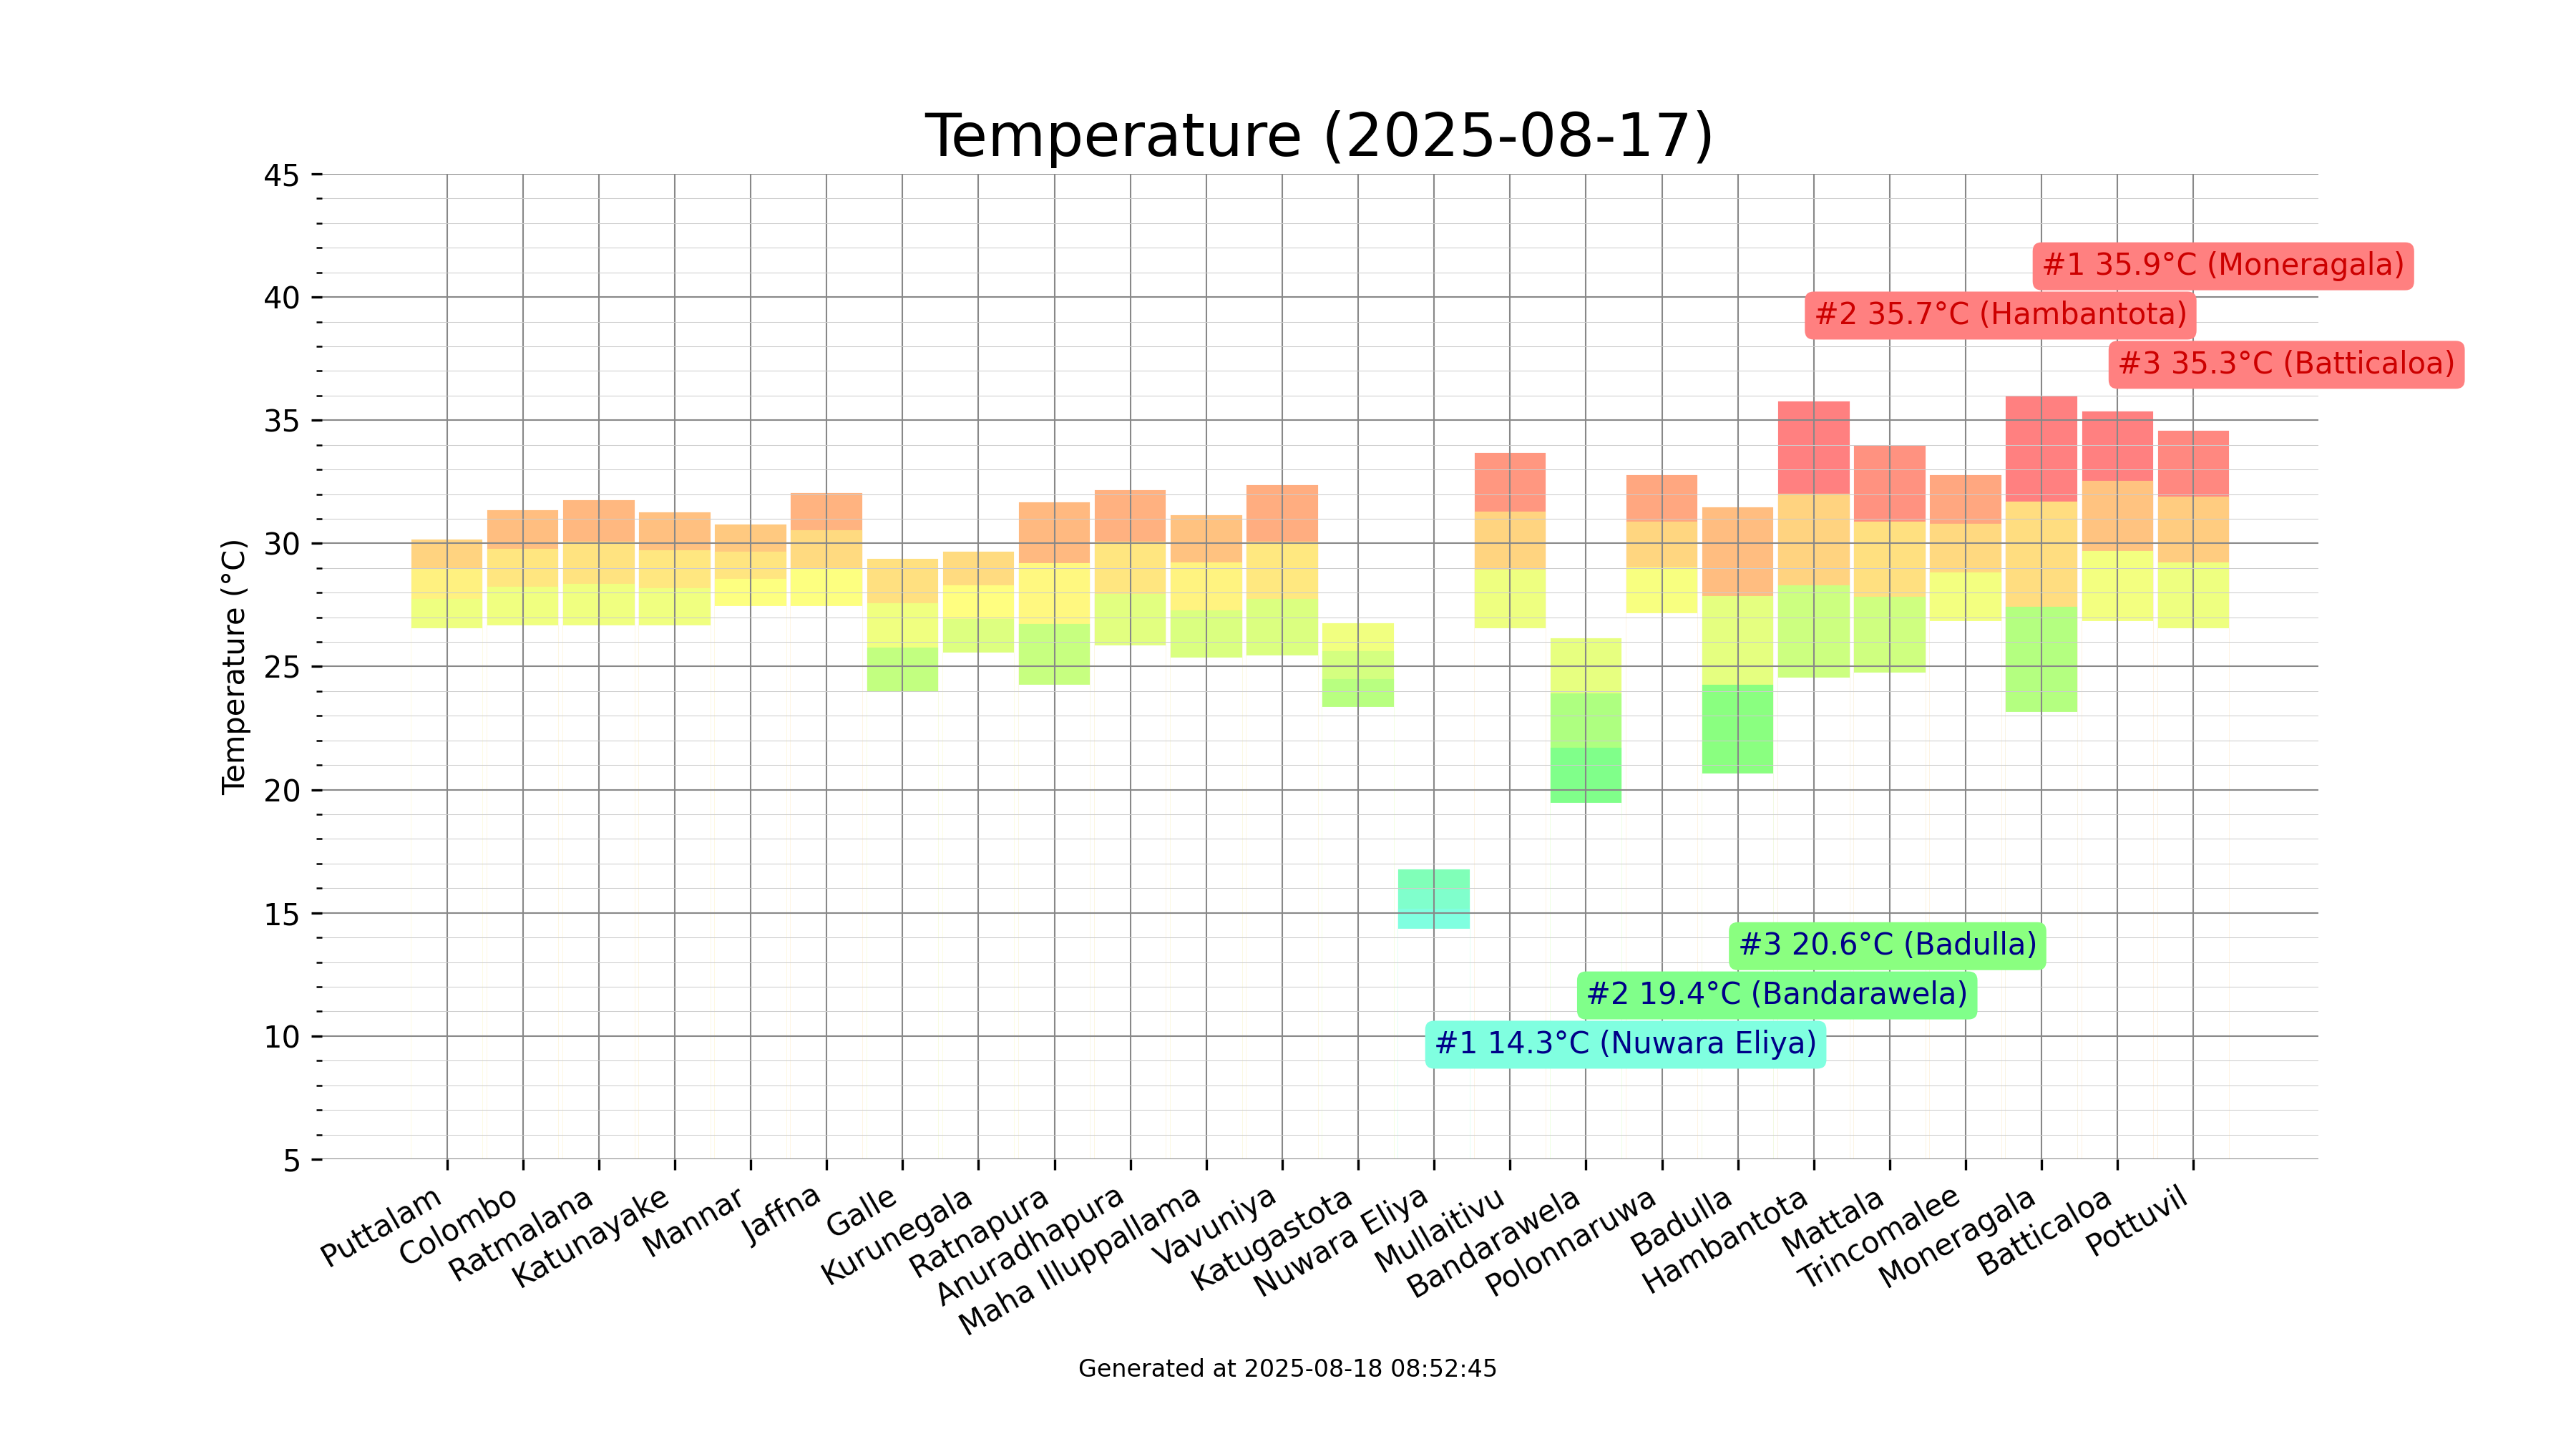 Temperature (2025-08-17)
45
40
35
30
25
20
15
10
5
Temperature (°C)
#1 35.9°C (Moneragala)
#2 35.7°C (Hambantota)
#3 35.3°C (Batticaloa)
#3 20.6°C (Badulla)
#2 19.4°C (Bandarawela)
#1 14.3°C (Nuwara Eliya)
Puttalam
Colombo
Ratmalana
Katunayake
Mannar
Jaffna
Galle
Kurunegala
Ratnapura
Anuradhapura
Maha Illuppallama
Vavuniya
Katugastota
Nuwara Eliya
Mullaitivu
Bandarawela
Polonnaruwa
Badulla
Hambantota
Mattala
Trincomalee
Moneragala
Batticaloa
Pottuvil
Generated at 2025-08-18 08:52:45